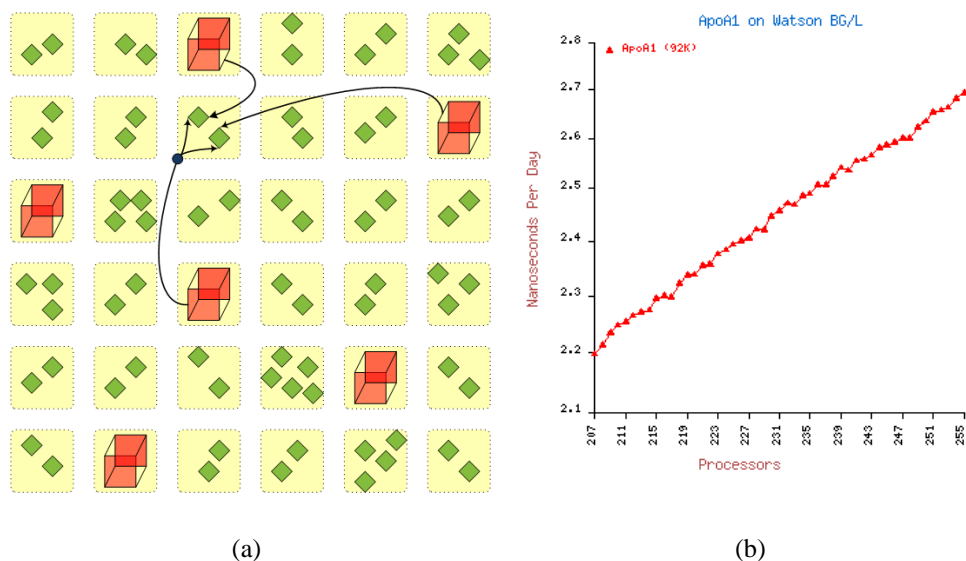 ApoA1 on Watson BG/L
2.8
ApoA1 (92K)
2.7
2.6
2.5
2.4
2.3
2.2
2.1
Nanoseconds Per Day
207 211 215 219 223 227 231 235 239 243 247 251 255
Processors
(a) (b)